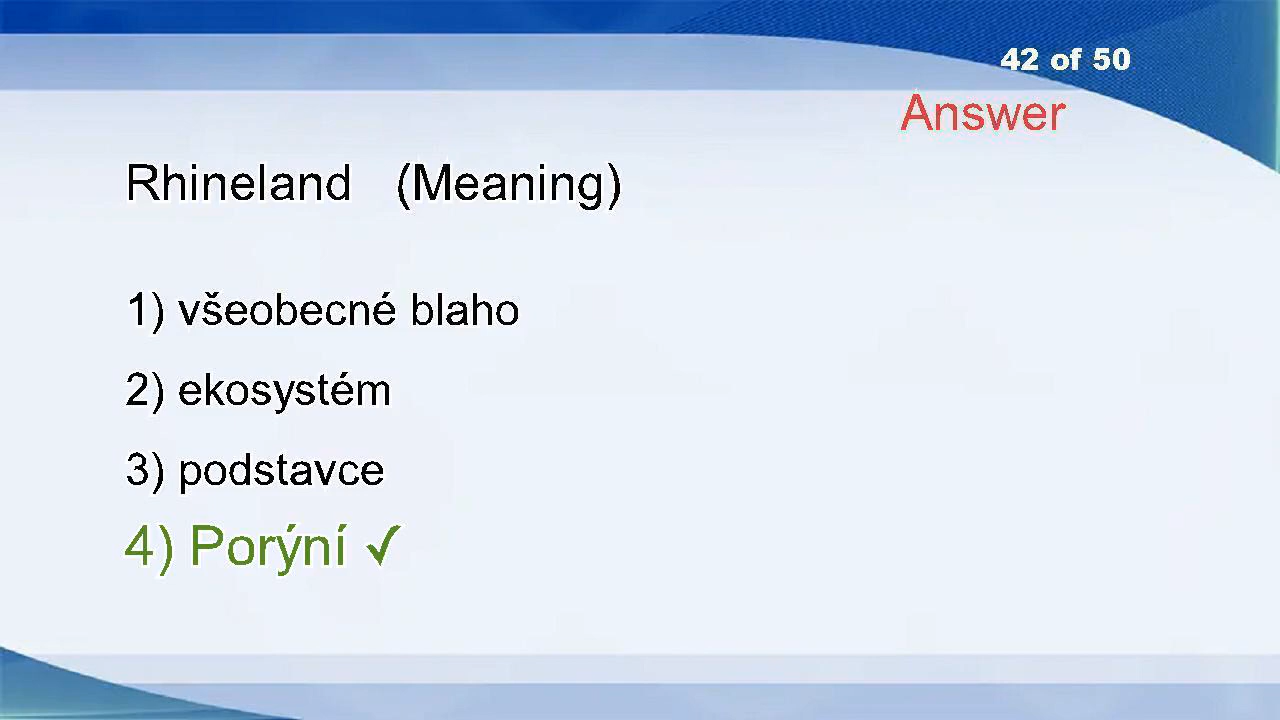 42 of 50
Answer
Rhineland (Meaning)
1) všeobecné blaho
2) ekosystém
3) podstavce
4) Porýní ✓